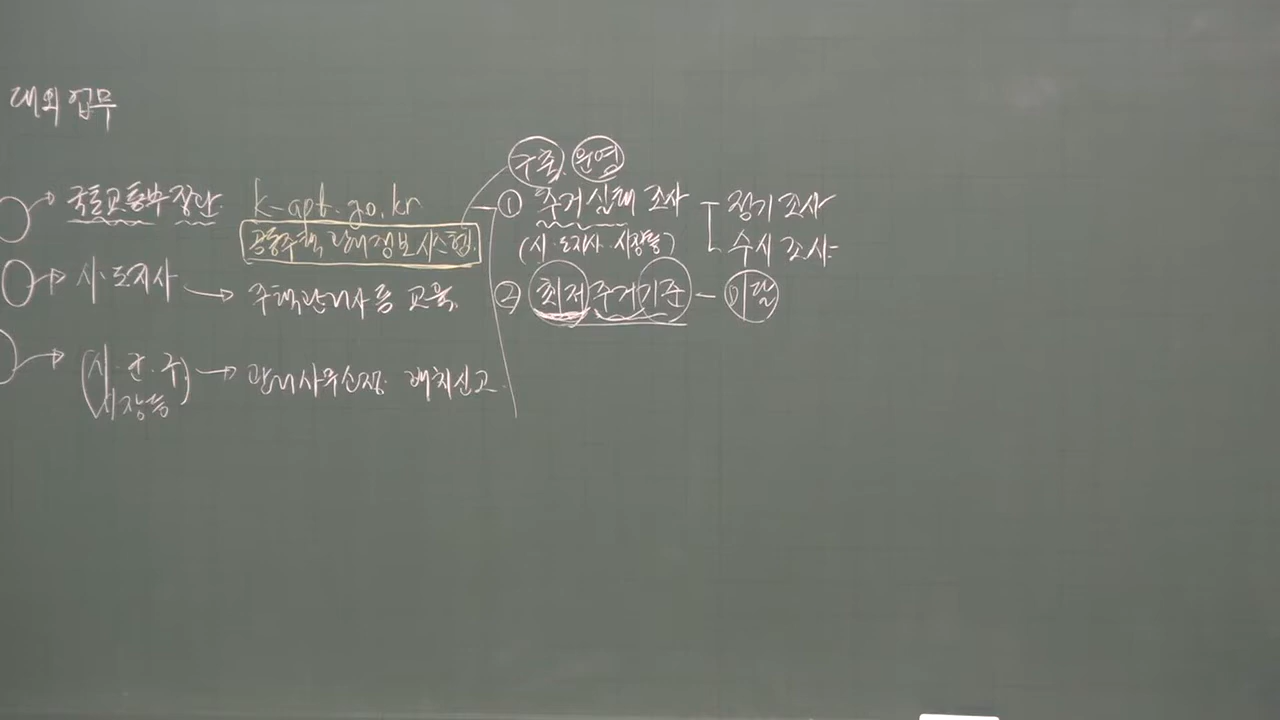 대외업무
국토교통부장관
k-apt.go.kr
공동주택관리정보시스템
시·도지사 → 주택관리사등 교육
(시·군·구) → 관리사무소장 배치신고
시장등
구축. 운영
① 주거실태 조사
정기조사
수시조사
(시·도지사·시장등)
② 최저주거기준 - 미달